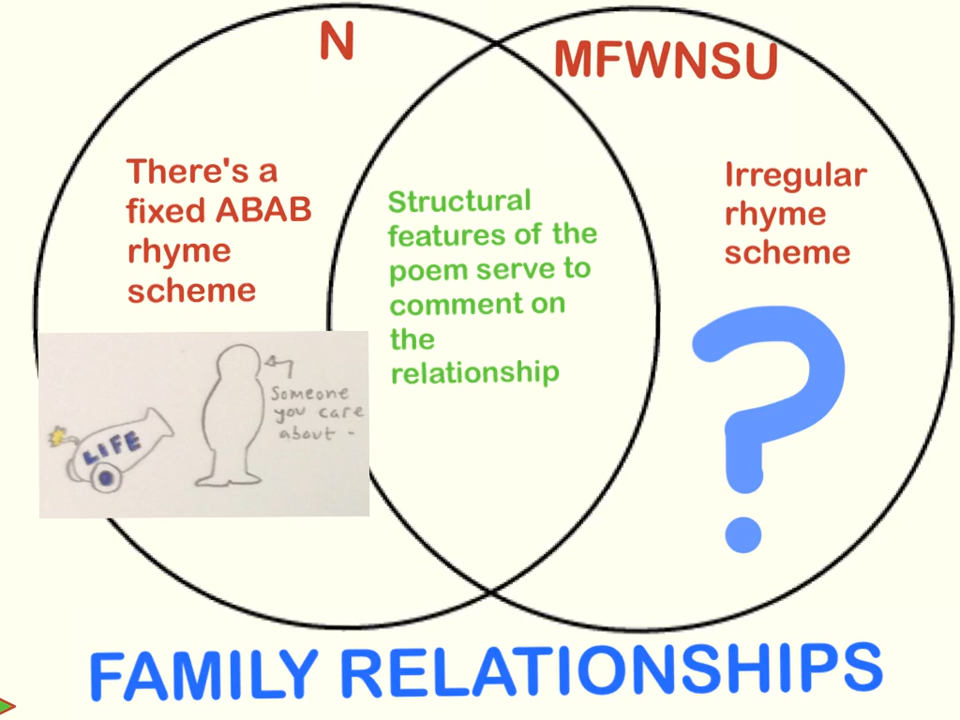 N
MFWNSU
There's a
fixed ABAB
rhyme
scheme
Structural
features of the
poem serve to
comment on
the
relationship
Irregular
rhyme
scheme
LIFE
Someone
you care
about -
?
FAMILY RELATIONSHIPS